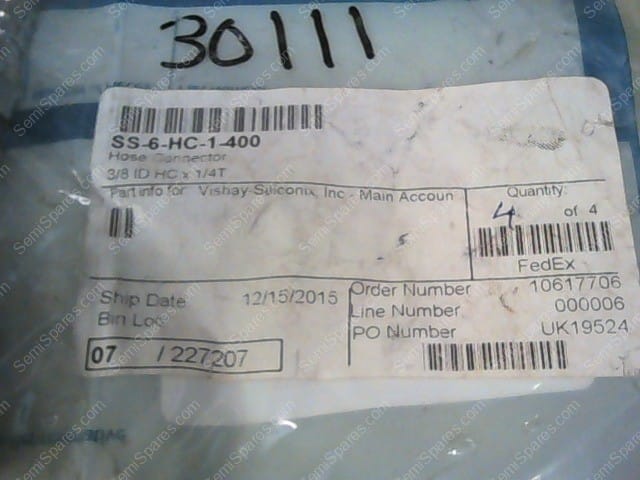 30111
SS-6-HC-1-400
Hose Connector
3/8 ID HC x 1/4T
Part info for Vishay Siliconix, Inc - Main Accoun
Quantity:
4 of 4
FedEx
Ship Date 12/15/2015
Bin Loc
07 / 227207
Order Number 10617706
Line Number 000006
PO Number UK19524
SemiSpares.com